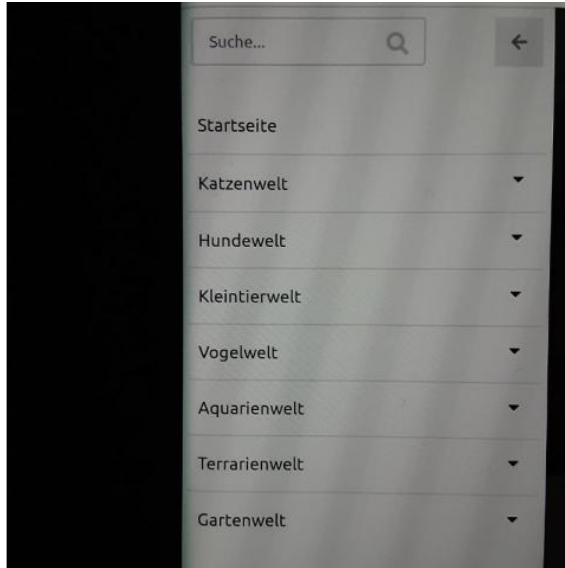 Suche...
Startseite
Katzenwelt
Hundewelt
Kleintierwelt
Vogelwelt
Aquarienwelt
Terrarienwelt
Gartenwelt